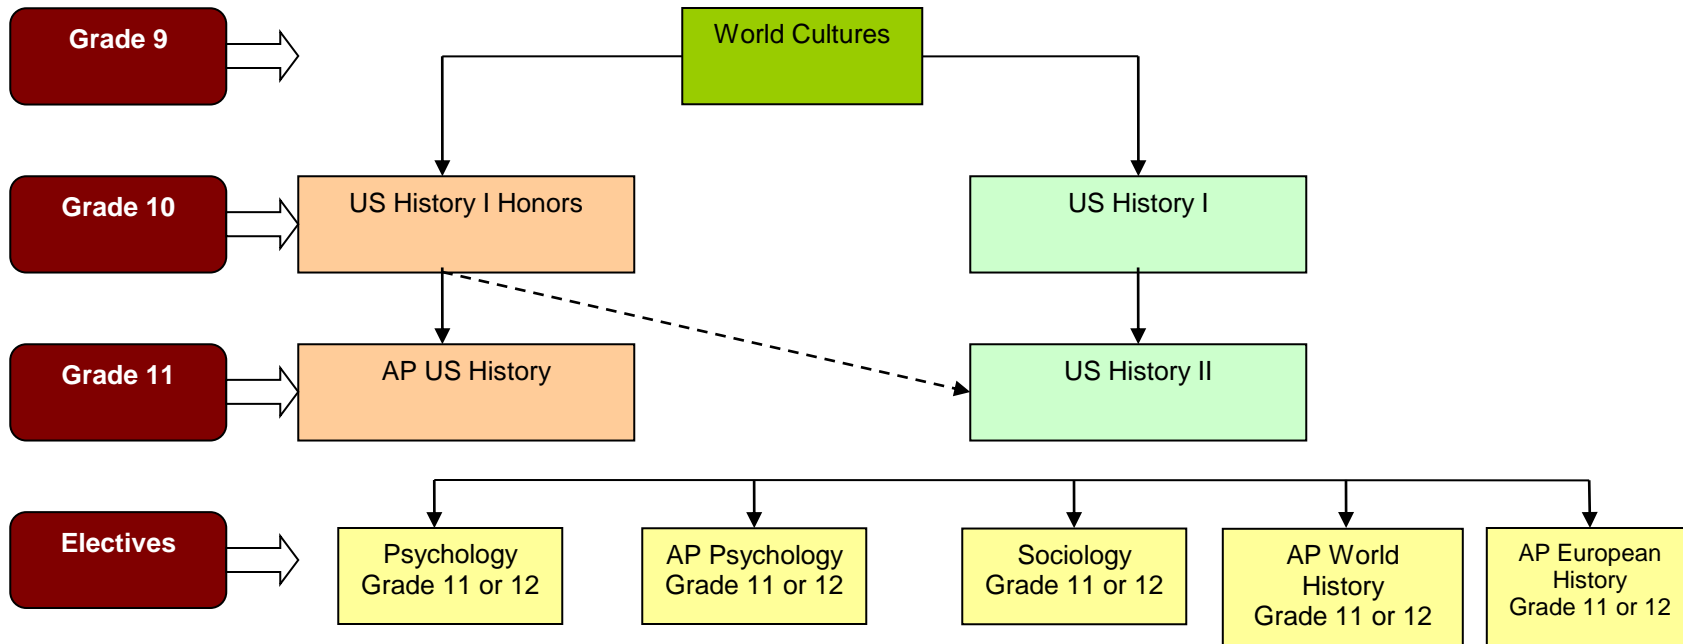 Grade 9
World Cultures
Grade 10
US History I Honors
US History I
Grade 11
AP US History
US History II
Electives
Psychology
Grade 11 or 12
AP Psychology
Grade 11 or 12
Sociology
Grade 11 or 12
AP World
History
Grade 11 or 12
AP European
History
Grade 11 or 12